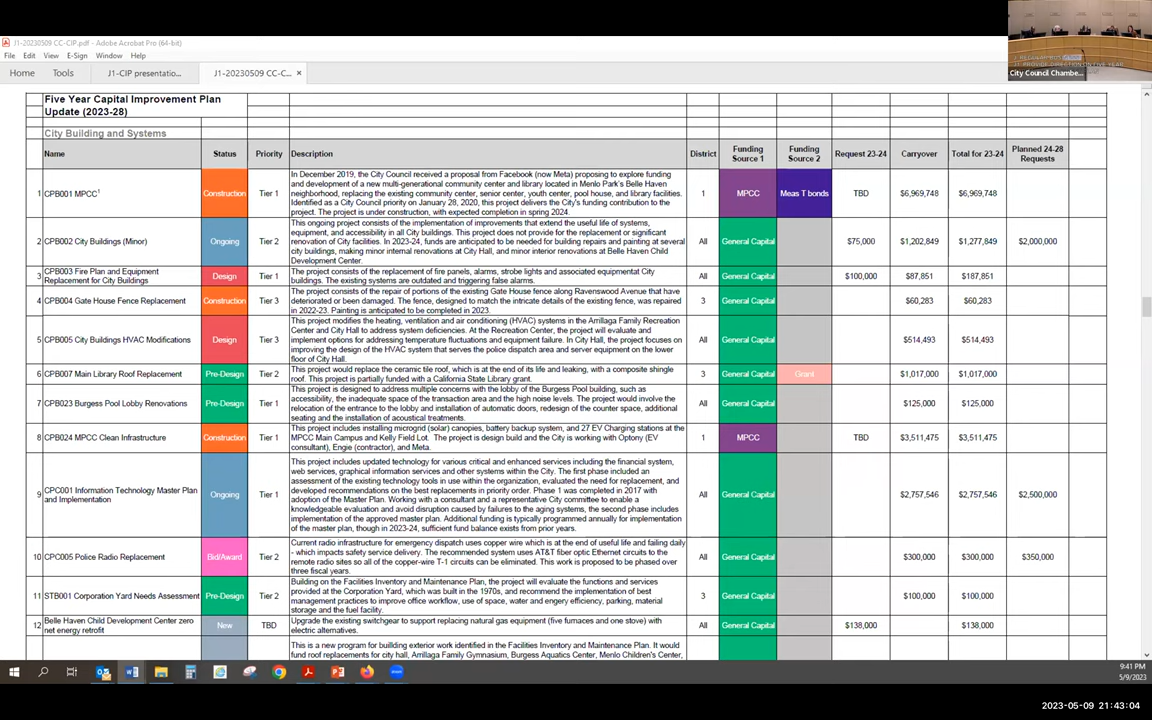 J1-20230509 CC-CIP.pdf - Adobe Acrobat Pro (64-bit)
File Edit View E-Sign Window Help
Home Tools J1-CIP presentatio... J1-20230509 CC-C... ×
City Council Chambe...
Five Year Capital Improvement Plan
Update (2023-28)
City Building and Systems
Name Status Priority Description District Funding Source 1 Funding Source 2 Request 23-24 Carryover Total for 23-24 Planned 24-28 Requests
1 CPB001 MPCC¹ Construction Tier 1
In December 2019, the City Council received a proposal from Facebook (now Meta) proposing to explore funding
and development of a new multi-generational community center and library located in Menlo Park's Belle Haven
neighborhood, replacing the existing community center, senior center, youth center, pool house, and library facilities.
Identified as a City Council priority on January 28, 2020, this project delivers the City's funding contribution to the
project. The project is under construction, with expected completion in spring 2024.
1 MPCC Meas T bonds TBD $6,969,748 $6,969,748
2 CPB002 City Buildings (Minor) Ongoing Tier 2
This ongoing project consists of the implementation of improvements that extend the useful life of systems,
equipment, and accessibility in all City buildings. This project does not provide for the replacement or significant
renovation of City facilities. In 2023-24, funds are anticipated to be needed for building repairs and painting at several
city buildings, making minor internal renovations at City Hall, and minor interior renovations at Belle Haven Child
Development Center.
All General Capital $75,000 $1,202,849 $1,277,849 $2,000,000
3 CPB003 Fire Plan and Equipment
Replacement for City Buildings Design Tier 1
The project consists of the replacement of fire panels, alarms, strobe lights and associated equipmentat City
buildings. The existing systems are outdated and triggering false alarms.
All General Capital $100,000 $87,851 $187,851
4 CPB004 Gate House Fence Replacement Construction Tier 3
The project consists of the repair of portions of the existing Gate House fence along Ravenswood Avenue that have
deteriorated or been damaged. The fence, designed to match the intricate details of the existing fence, was repaired
in 2022-23. Painting is anticipated to be completed in 2023.
3 General Capital $60,283 $60,283
5 CPB005 City Buildings HVAC Modifications Design Tier 3
This project modifies the heating, ventilation and air conditioning (HVAC) systems in the Arrillaga Family Recreation
Center and City Hall to address system deficiencies. At the Recreation Center, the project will evaluate and
implement options for addressing temperature fluctuations and equipment failure. In City Hall, the project focuses on
improving the design of the HVAC system that serves the police dispatch area and server equipment on the lower
floor of City Hall.
All General Capital $514,493 $514,493
6 CPB007 Main Library Roof Replacement Pre-Design Tier 2
This project would replace the ceramic tile roof, which is at the end of its life and leaking, with a composite shingle
roof. This project is partially funded with a California State Library grant.
3 General Capital Grant $1,017,000 $1,017,000
7 CPB023 Burgess Pool Lobby Renovations Pre-Design Tier 2
This project is designed to address multiple concerns with the lobby of the Burgess Pool building, such as
accessibility, the inadequate space of the transaction area and the high noise levels. The project would involve the
relocation of the entrance to the lobby and installation of automatic doors, redesign of the counter space, additional
seating and the installation of acoustical treatments.
All General Capital $125,000 $125,000
8 CPB024 MPCC Clean Infrastructure Construction Tier 1
This project includes installing microgrid (solar) canopies, battery backup system, and 27 EV Charging stations at the
MPCC Main Campus and Kelly Field Lot. The project is design build and the City is working with Optony (EV
consultant), Engie (contractor), and Meta.
1 MPCC TBD $3,511,475 $3,511,475
9 CPC001 Information Technology Master Plan
and Implementation Ongoing Tier 1
This project includes updated technology for various critical and enhanced services including the financial system,
web services, graphical information services and other systems within the City. The first phase included an
assessment of the existing technology tools in use within the organization, evaluated the need for replacement, and
developed recommendations on the best replacements in priority order. Phase 1 was completed in 2017 with
adoption of the Master Plan. Working with a consultant and a representative City committee to enable a
knowledgeable evaluation and avoid disruption caused by failures to the aging systems, the second phase includes
implementation of the approved master plan. Additional funding is typically programmed annually for implementation
of the master plan, though in 2023-24, sufficient fund balance exists from prior years.
All General Capital $2,757,546 $2,757,546 $2,500,000
10 CPC005 Police Radio Replacement Bid/Award Tier 2
Current radio infrastructure for emergency dispatch uses copper wire which is at the end of useful life and failing daily
- which impacts safety service delivery. The recommended system uses AT&T fiber optic Ethernet circuits to the
remote radio sites so all of the copper-wire T-1 circuits can be eliminated. This work is proposed to be phased over
three fiscal years.
All General Capital $300,000 $300,000 $350,000
11 STB001 Corporation Yard Needs Assessment Pre-Design Tier 2
Building on the Facilities Inventory and Maintenance Plan, the project will evaluate the functions and services
provided at the Corporation Yard, which was built in the 1970s, and recommend the implementation of best
management practices to improve office workflow, use of space, water and engery efficiency, parking, material
storage and the fuel facility.
3 General Capital $100,000 $100,000
12 Belle Haven Child Development Center zero
net energy retrofit New TBD
Upgrade the existing switchgear to support replacing natural gas equipment (five furnaces and one stove) with
electric alternatives.
All General Capital $138,000 $138,000
This is a new program for building exterior work identified in the Facilities Inventory and Maintenance Plan. It would
fund roof replacements for city hall, Arrillaga Family Gymnasium, Burgess Aquatic Center, Menlo Children's Center,
9:41 PM
5/9/2023
2023-05-09 21:43:04